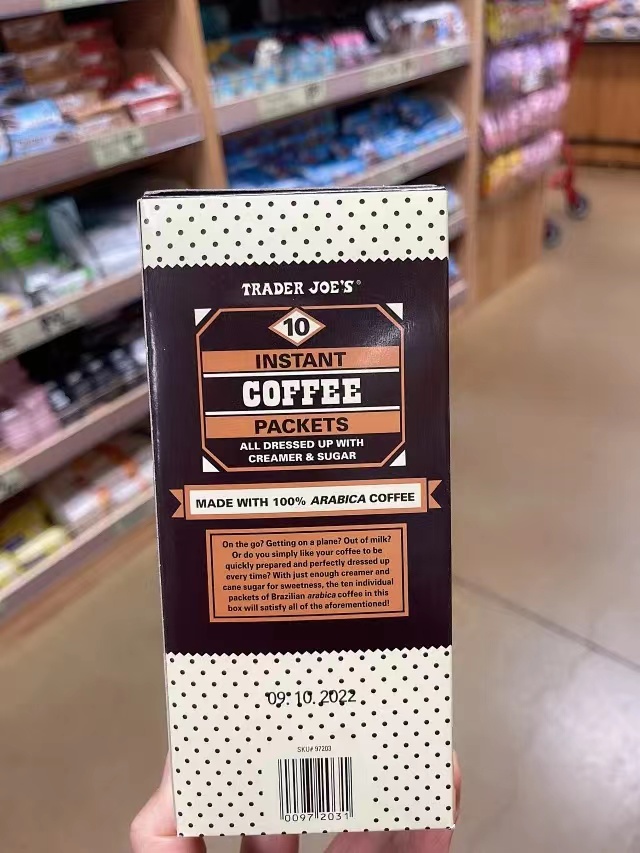 TRADER JOE'S®
10
INSTANT
COFFEE
PACKETS
ALL DRESSED UP WITH
CREAMER & SUGAR
MADE WITH 100% ARABICA COFFEE
On the go? Getting on a plane? Out of milk?
Or do you simply like your coffee to be
quickly prepared and perfectly dressed up
every time? With just enough creamer and
cane sugar for sweetness, the ten individual
packets of Brazilian arabica coffee in this
box will satisfy all of the aforementioned!
09. 10. 2022
SKU# 97203
0097 2031